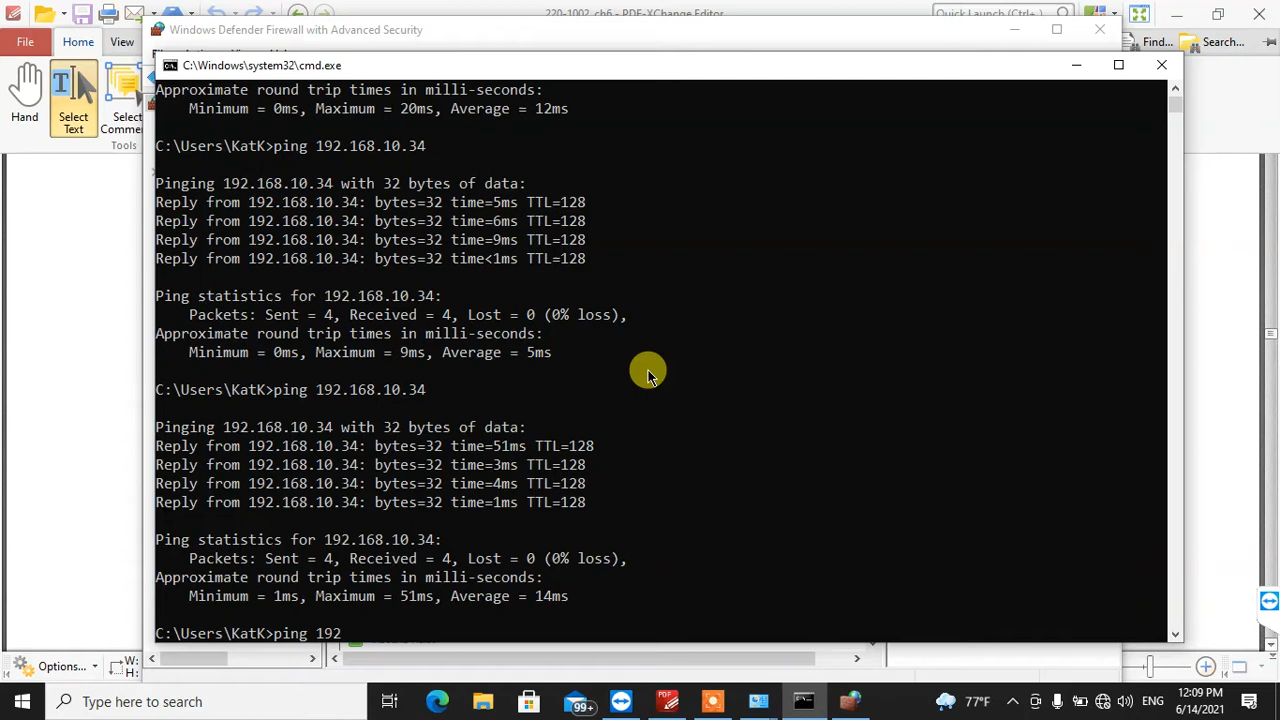 220-1002_ch6 - PDF-XChange Editor
Quick Launch (Ctrl+.)
Windows Defender Firewall with Advanced Security
File
Home
View
Find...
Search...
Hand
Select
Text
Select
Comme
Tools
C:\Windows\system32\cmd.exe
Approximate round trip times in milli-seconds:
Minimum = 0ms, Maximum = 20ms, Average = 12ms
C:\Users\KatK>ping 192.168.10.34
Pinging 192.168.10.34 with 32 bytes of data:
Reply from 192.168.10.34: bytes=32 time=5ms TTL=128
Reply from 192.168.10.34: bytes=32 time=6ms TTL=128
Reply from 192.168.10.34: bytes=32 time=9ms TTL=128
Reply from 192.168.10.34: bytes=32 time<1ms TTL=128
Ping statistics for 192.168.10.34:
Packets: Sent = 4, Received = 4, Lost = 0 (0% loss),
Approximate round trip times in milli-seconds:
Minimum = 0ms, Maximum = 9ms, Average = 5ms
C:\Users\KatK>ping 192.168.10.34
Pinging 192.168.10.34 with 32 bytes of data:
Reply from 192.168.10.34: bytes=32 time=51ms TTL=128
Reply from 192.168.10.34: bytes=32 time=3ms TTL=128
Reply from 192.168.10.34: bytes=32 time=4ms TTL=128
Reply from 192.168.10.34: bytes=32 time=1ms TTL=128
Ping statistics for 192.168.10.34:
Packets: Sent = 4, Received = 4, Lost = 0 (0% loss),
Approximate round trip times in milli-seconds:
Minimum = 1ms, Maximum = 51ms, Average = 14ms
C:\Users\KatK>ping 192
Options...
W:
H:
Type here to search
99+
77°F
ENG
12:09 PM
6/14/2021